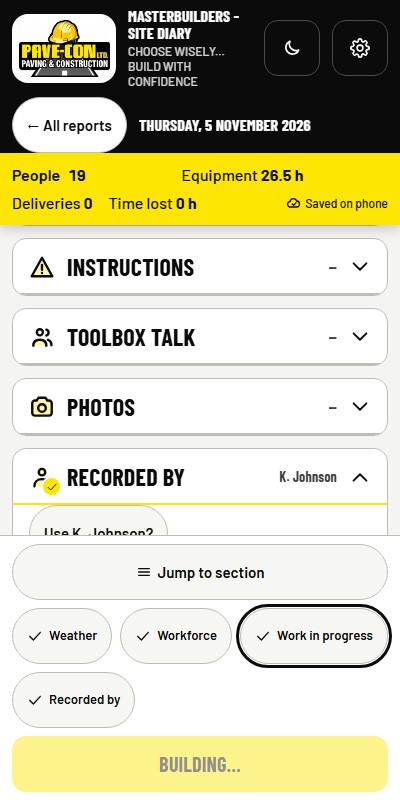 PAVE-CON LTD.
PAVING & CONSTRUCTION
MASTERBUILDERS -
SITE DIARY
CHOOSE WISELY...
BUILD WITH
CONFIDENCE
← All reports
THURSDAY, 5 NOVEMBER 2026
People 19
Equipment 26.5 h
Deliveries 0
Time lost 0 h
Saved on phone
INSTRUCTIONS –
TOOLBOX TALK –
PHOTOS –
RECORDED BY K. Johnson
Use K. Johnson?
Jump to section
Weather
Workforce
Work in progress
Recorded by
BUILDING...